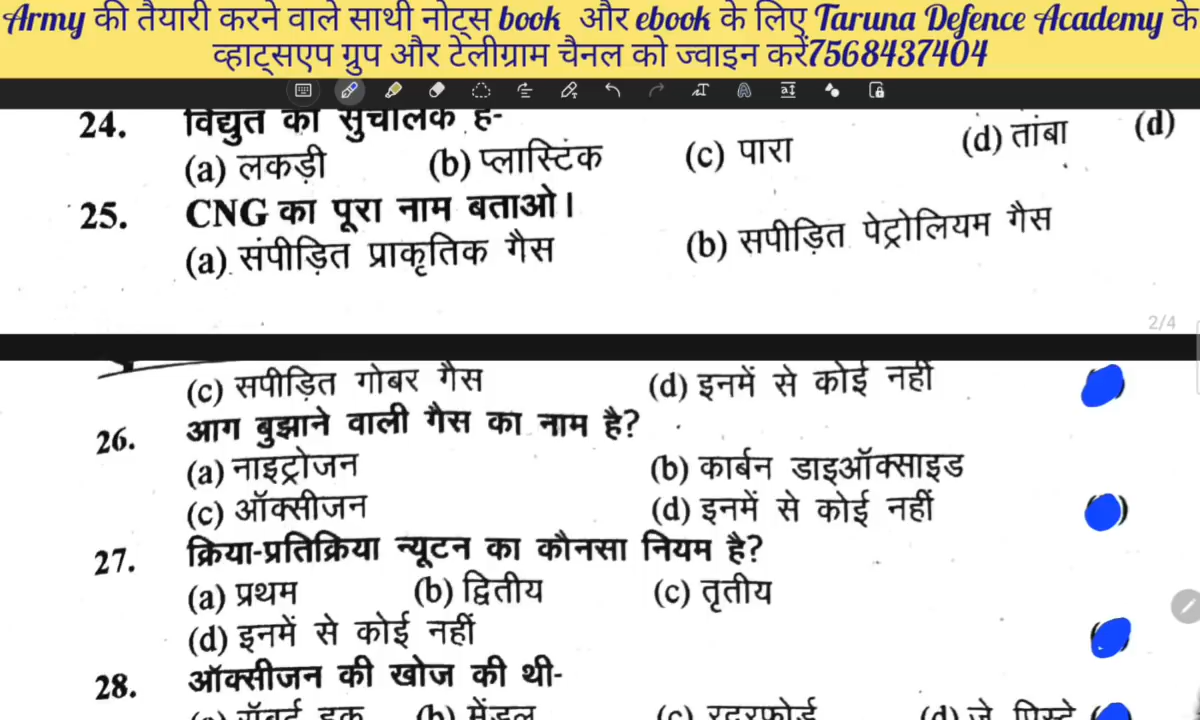 Army की तैयारी करने वाले साथी नोट्स book और ebook के लिए Taruna Defence Academy के
व्हाट्सएप ग्रुप और टेलीग्राम चैनल को ज्वाइन करें7568437404
24. विद्युत का सुचालक है-
(a) लकड़ी (b) प्लास्टिक (c) पारा (d) तांबा (d)
25. CNG का पूरा नाम बताओ।
(a) संपीड़ित प्राकृतिक गैस (b) सपीड़ित पेट्रोलियम गैस
2/4
(c) सपीड़ित गोबर गैस (d) इनमें से कोई नहीं
26. आग बुझाने वाली गैस का नाम है?
(a) नाइट्रोजन (b) कार्बन डाइऑक्साइड
(c) ऑक्सीजन (d) इनमें से कोई नहीं
27. क्रिया-प्रतिक्रिया न्यूटन का कौनसा नियम है?
(a) प्रथम (b) द्वितीय (c) तृतीय
(d) इनमें से कोई नहीं
28. ऑक्सीजन की खोज की थी-
(b) मेंडल (c) रदरफोर्ड (d) जे